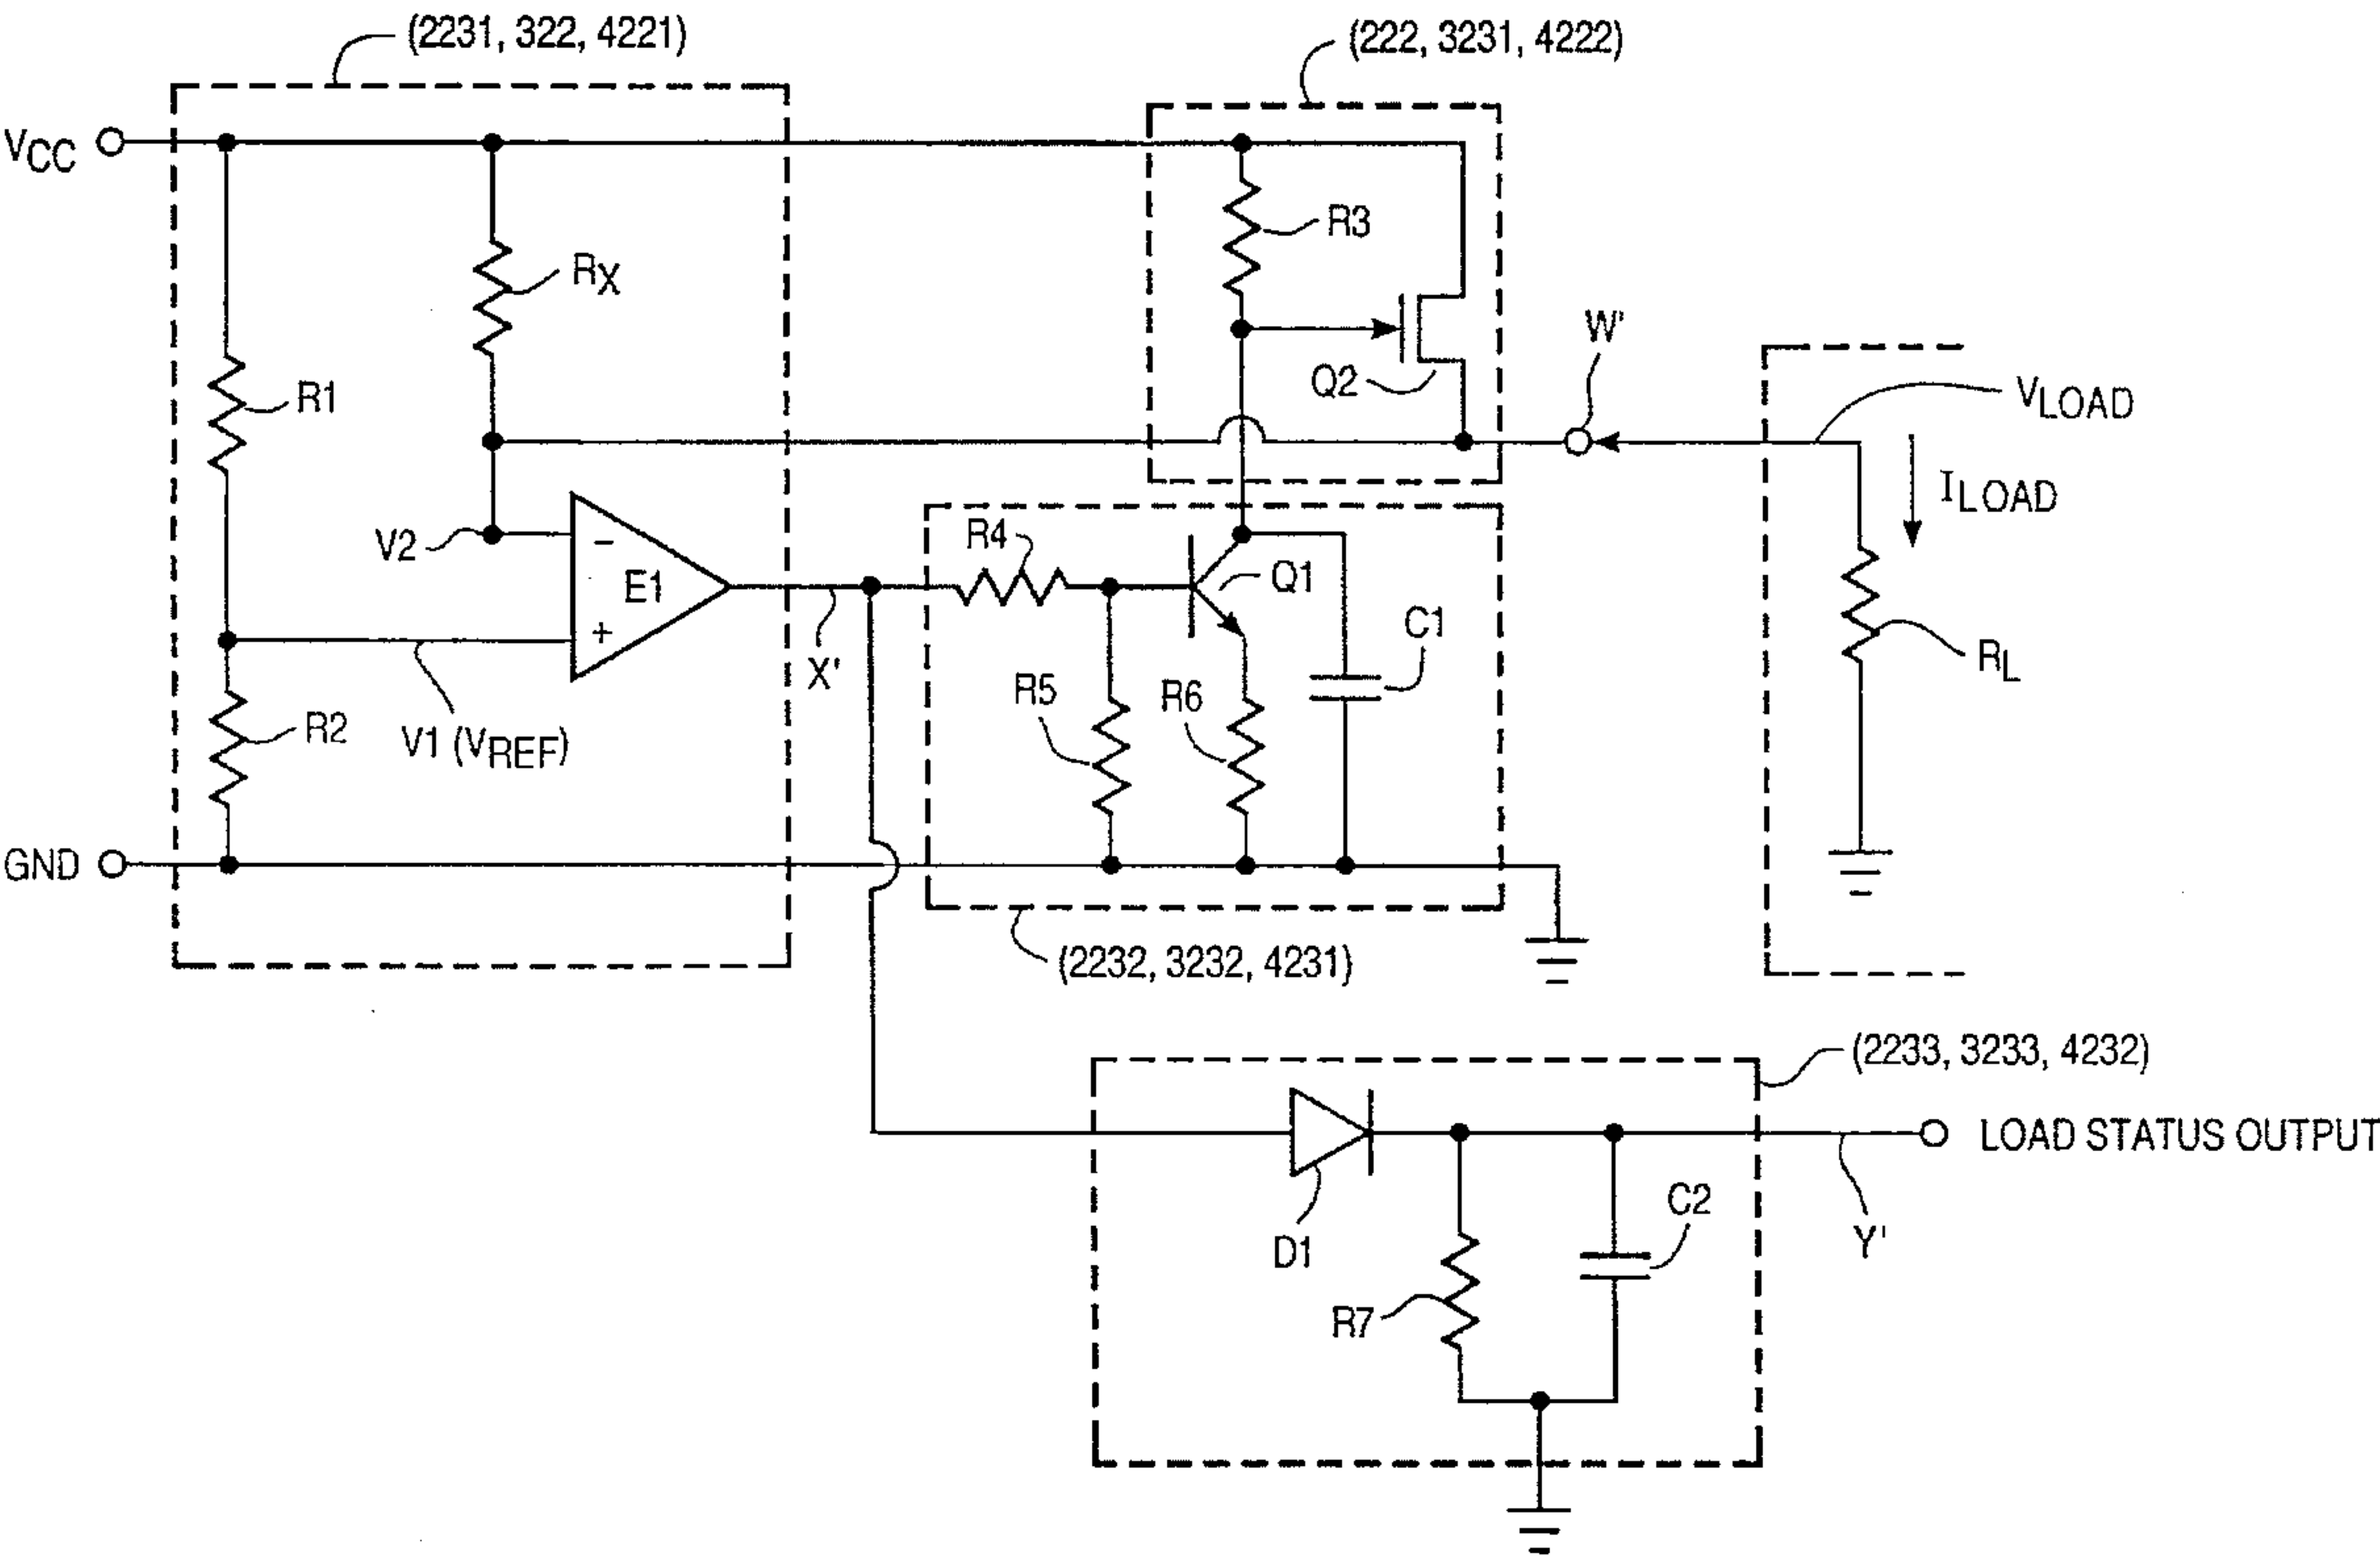 (2231, 322, 4221)
(222, 3231, 4222)
VCC
R3
RX
W'
R1
Q2
VLOAD
ILOAD
V2
−
E1
+
R4
Q1
C1
X'
RL
R5
R6
R2
V1 (VREF)
GND
(2232, 3232, 4231)
(2233, 3233, 4232)
LOAD STATUS OUTPUT
C2
D1
Y'
R7